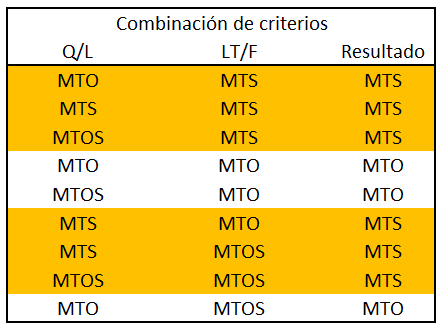 Combinación de criterios
Q/L LT/F Resultado
MTO MTS MTS
MTS MTS MTS
MTOS MTS MTS
MTO MTO MTO
MTOS MTO MTO
MTS MTO MTS
MTS MTOS MTS
MTOS MTOS MTS
MTO MTOS MTO